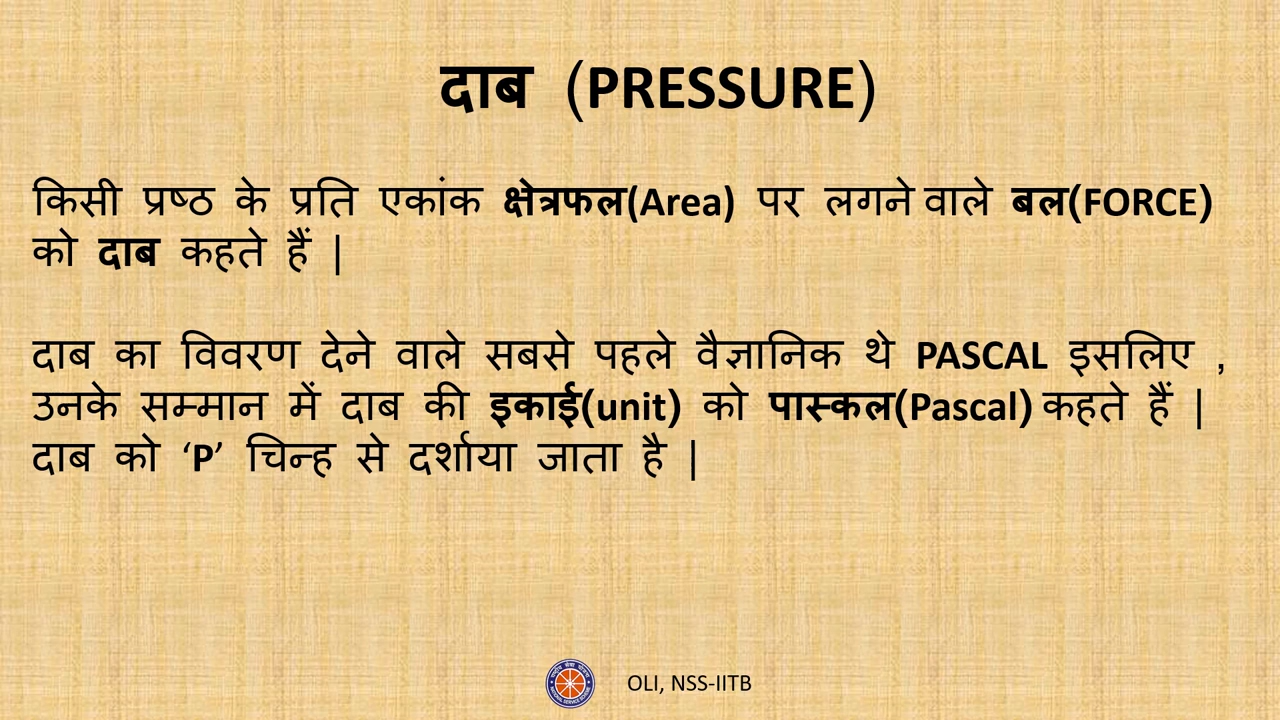 दाब (PRESSURE)
किसी प्रष्ठ के प्रति एकांक क्षेत्रफल(Area) पर लगने वाले बल(FORCE)
को दाब कहते हैं |
दाब का विवरण देने वाले सबसे पहले वैज्ञानिक थे PASCAL इसलिए ,
उनके सम्मान में दाब की इकाई(unit) को पास्कल(Pascal) कहते हैं |
दाब को ‘P’ चिन्ह से दर्शाया जाता है |
OLI, NSS-IITB